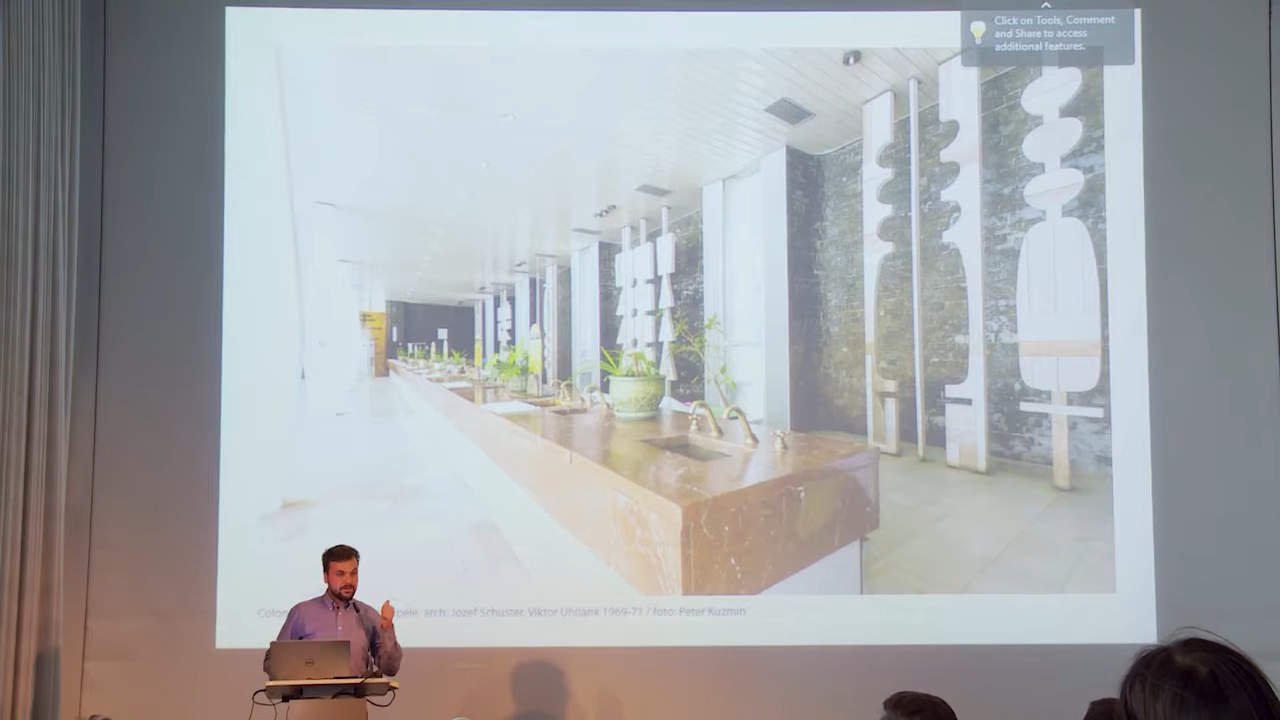 Click on Tools, Comment
and Share to access
additional features.
arch. Jozef Schuster, Viktor Uhliarik 1969-71 / foto: Peter Kuzmin
DELL